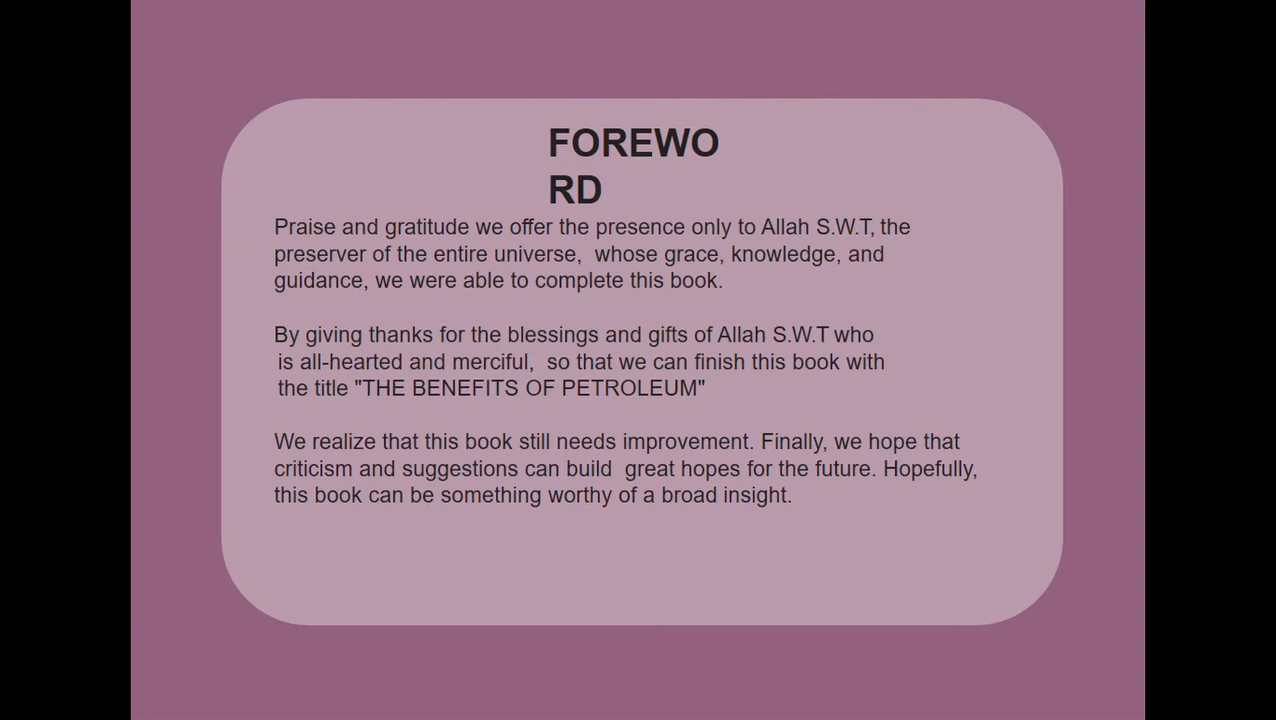 FOREWO
RD
Praise and gratitude we offer the presence only to Allah S.W.T, the
preserver of the entire universe,  whose grace, knowledge, and
guidance, we were able to complete this book.
By giving thanks for the blessings and gifts of Allah S.W.T who
is all-hearted and merciful,  so that we can finish this book with
the title "THE BENEFITS OF PETROLEUM"
We realize that this book still needs improvement. Finally, we hope that
criticism and suggestions can build  great hopes for the future. Hopefully,
this book can be something worthy of a broad insight.